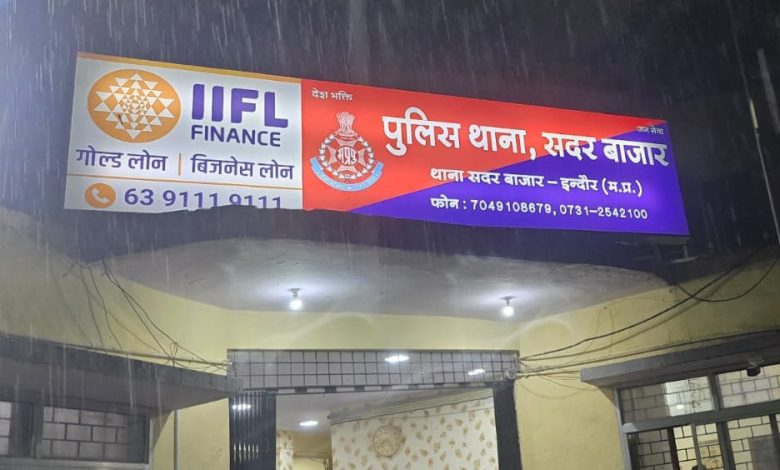 IIFL
FINANCE
गोल्ड लोन | बिजनेस लोन
63 9111 9111
देश भक्ति
जन सेवा
पुलिस थाना, सदर बाजार
थाना सदर बाजार – इन्दौर (म.प्र.)
फोन : 7049108679, 0731-2542100